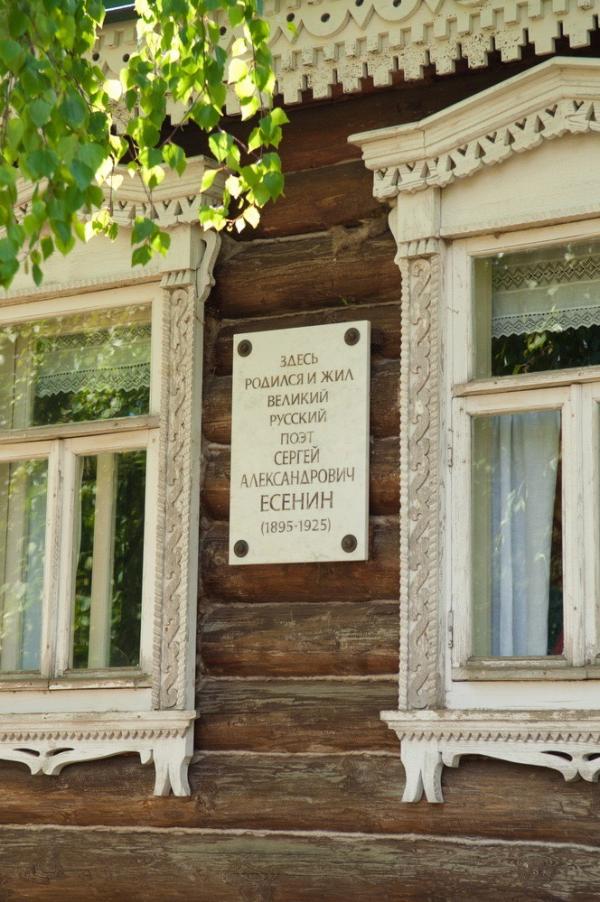 ЗДЕСЬ
РОДИЛСЯ И ЖИЛ
ВЕЛИКИЙ
РУССКИЙ
ПОЭТ
СЕРГЕЙ
АЛЕКСАНДРОВИЧ
ЕСЕНИН
(1895-1925)